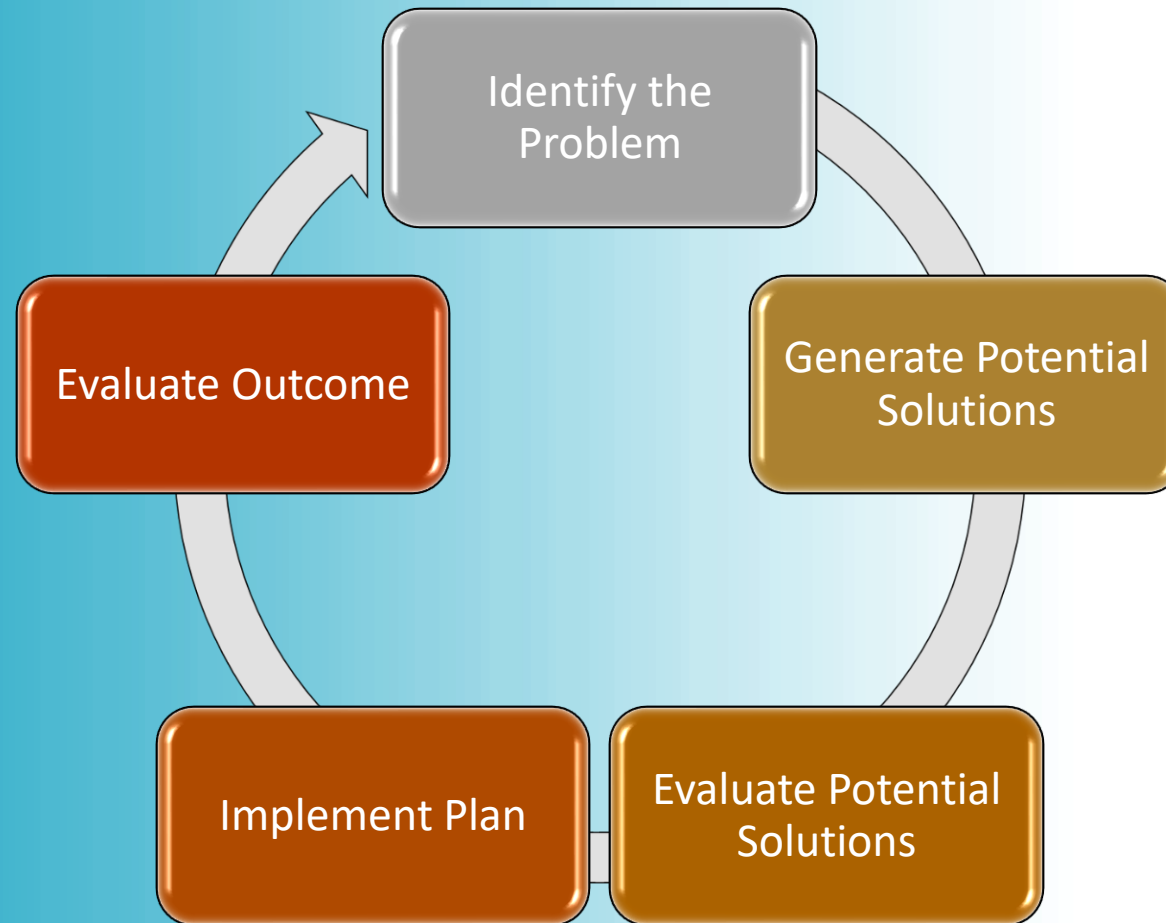 Identify the
Problem
Generate Potential
Solutions
Evaluate Potential
Solutions
Implement Plan
Evaluate Outcome